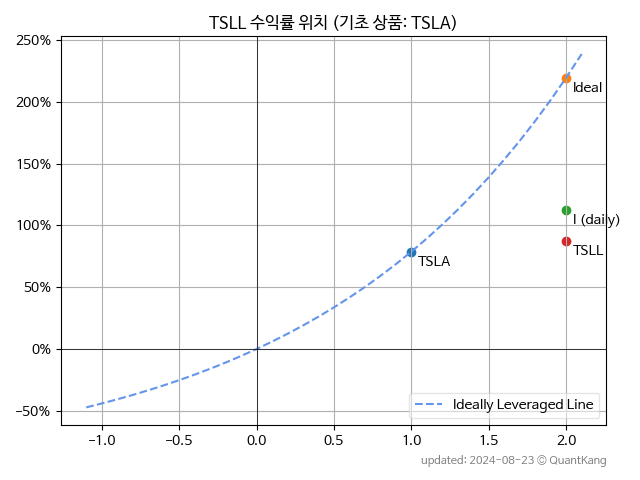 TSLL 수익률 위치 (기초 상품: TSLA)
250%
200%
150%
100%
50%
0%
−50%
Ideal
I (daily)
TSLL
TSLA
Ideally Leveraged Line
−1.0 −0.5 0.0 0.5 1.0 1.5 2.0
updated: 2024-08-23 © QuantKang